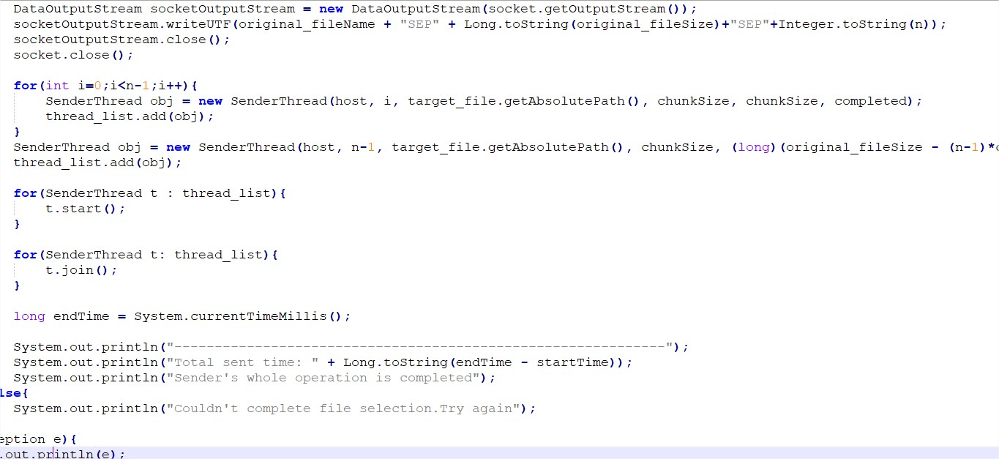 DataOutputStream socketOutputStream = new DataOutputStream(socket.getOutputStream());
socketOutputStream.writeUTF(original_fileName + "SEP" + Long.toString(original_fileSize)+"SEP"+Integer.toString(n));
socketOutputStream.close();
socket.close();
for(int i=0;i<n-1;i++){
SenderThread obj = new SenderThread(host, i, target_file.getAbsolutePath(), chunkSize, chunkSize, completed);
thread_list.add(obj);
}
SenderThread obj = new SenderThread(host, n-1, target_file.getAbsolutePath(), chunkSize, (long)(original_fileSize - (n-1)*
thread_list.add(obj);
for(SenderThread t : thread_list){
t.start();
}
for(SenderThread t: thread_list){
t.join();
}
long endTime = System.currentTimeMillis();
System.out.println("-------------------------------------------------------------");
System.out.println("Total sent time: " + Long.toString(endTime - startTime));
System.out.println("Sender's whole operation is completed");
lse{
System.out.println("Couldn't complete file selection.Try again");
eption e){
.out.println(e);